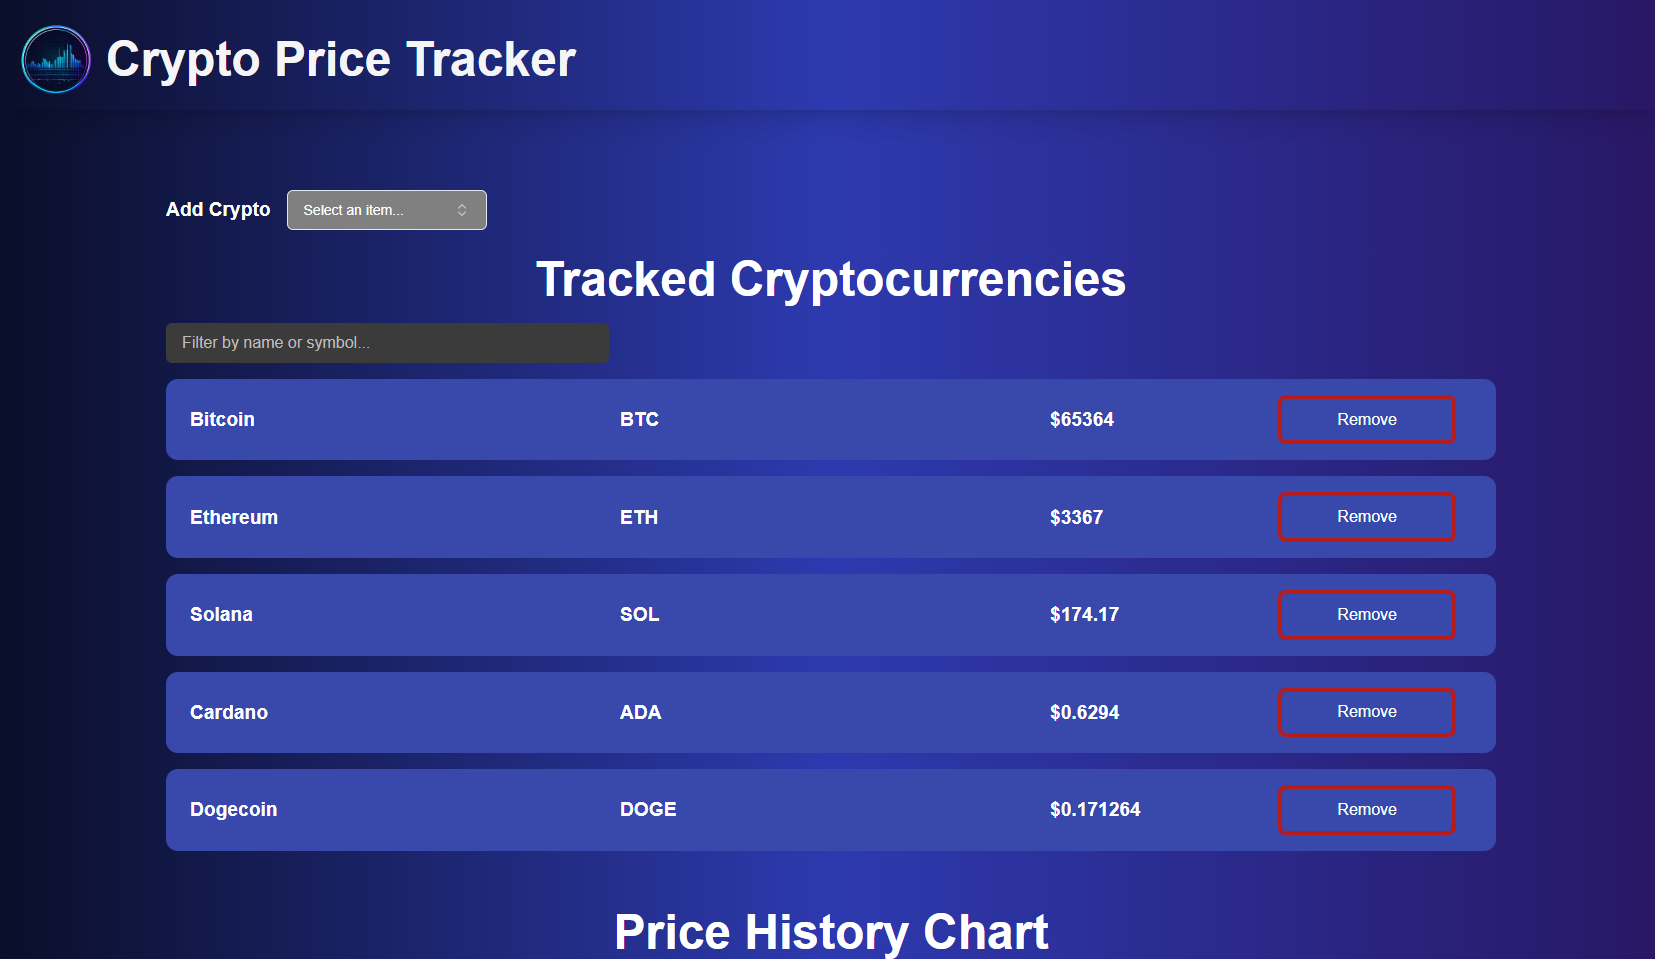 Crypto Price Tracker
Add Crypto Select an item...
Tracked Cryptocurrencies
Filter by name or symbol...
Bitcoin BTC $65364 Remove
Ethereum ETH $3367 Remove
Solana SOL $174.17 Remove
Cardano ADA $0.6294 Remove
Dogecoin DOGE $0.171264 Remove
Price History Chart